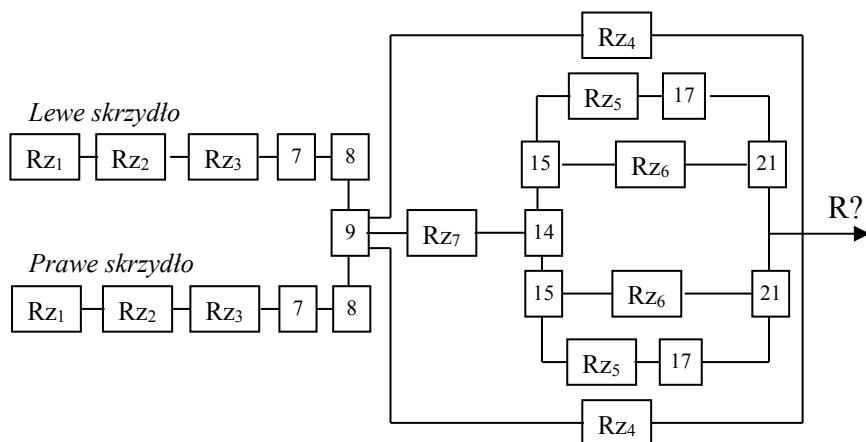 Rz₄
Rz₅ 17
Lewe skrzydło
Rz₁ Rz₂ Rz₃ 7 8
15 Rz₆ 21
9 Rz₇ 14 R?
Prawe skrzydło
Rz₁ Rz₂ Rz₃ 7 8
15 Rz₆ 21
Rz₅ 17
Rz₄